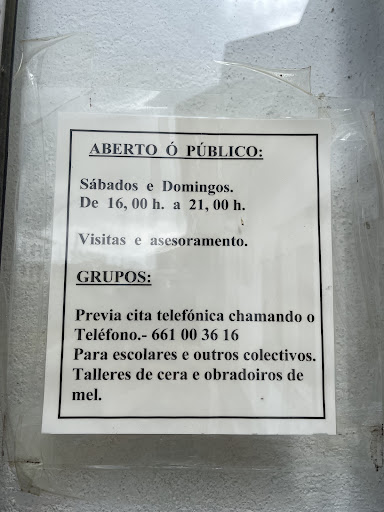 ABERTO Ó PÚBLICO:
Sábados e Domingos.
De 16,00 h. a 21,00 h.
Visitas e asesoramento.
GRUPOS:
Previa cita telefónica chamando o
Teléfono.- 661 00 36 16
Para escolares e outros colectivos.
Talleres de cera e obradoiros de
mel.